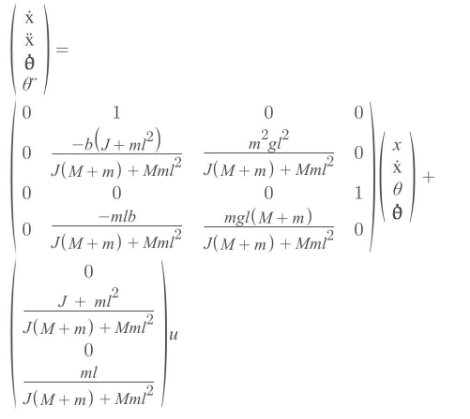 ( ẋ ẍ θ̇ θ¨ ) =
0 1 0 0
0 −b(J + ml²) / J(M + m) + Mml² m²gl² / J(M + m) + Mml² 0
0 0 0 1
0 −mlb / J(M + m) + Mml² mgl(M + m) / J(M + m) + Mml² 0
( x ẋ θ θ̇ ) +
0
J + ml² / J(M + m) + Mml²
0
ml / J(M + m) + Mml²
u